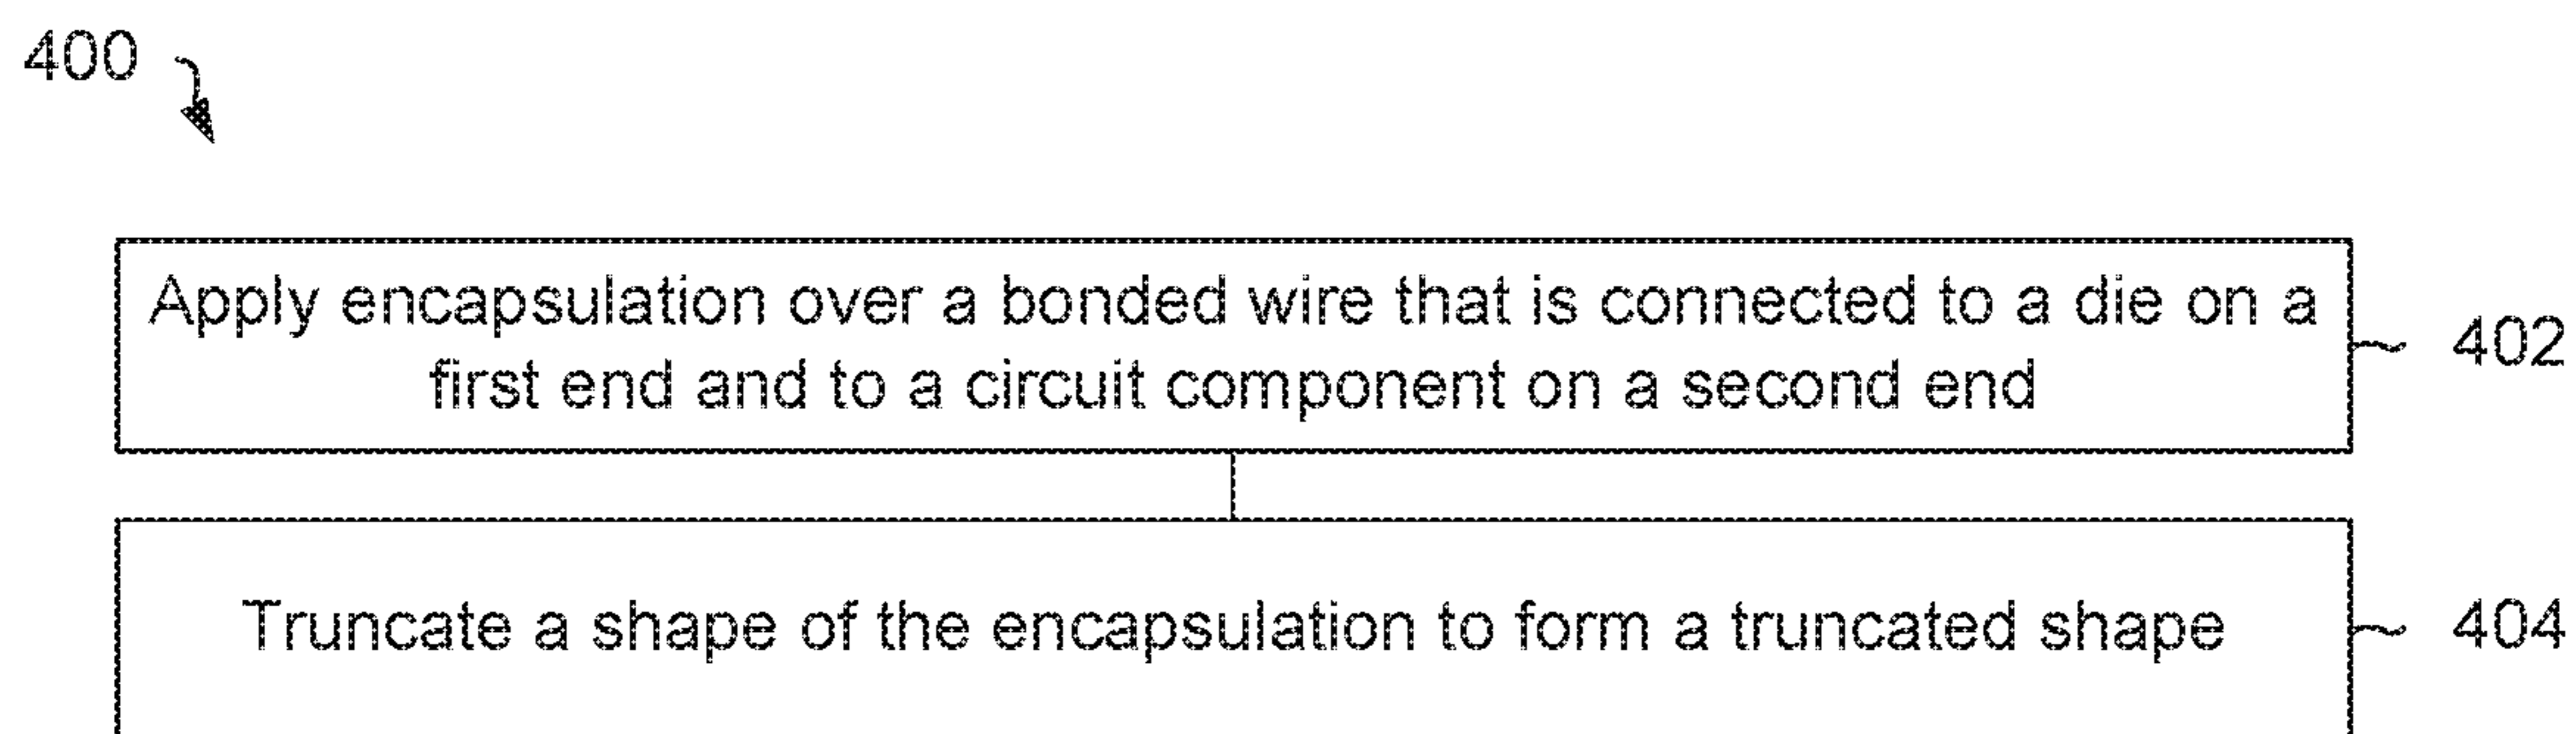 400
Apply encapsulation over a bonded wire that is connected to a die on a
first end and to a circuit component on a second end
402
Truncate a shape of the encapsulation to form a truncated shape
404